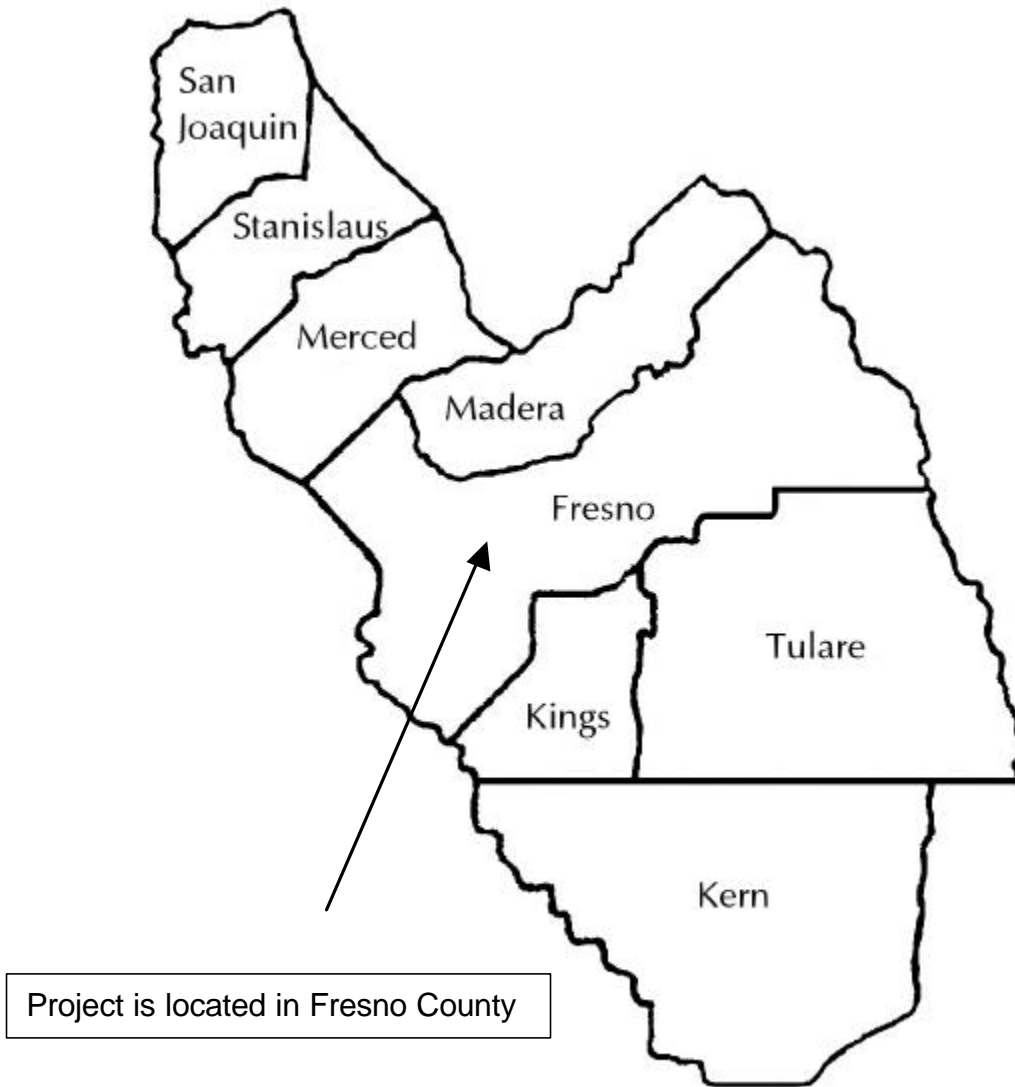 San
Joaquin
Stanislaus
Merced
Madera
Fresno
Tulare
Kings
Kern
Project is located in Fresno County